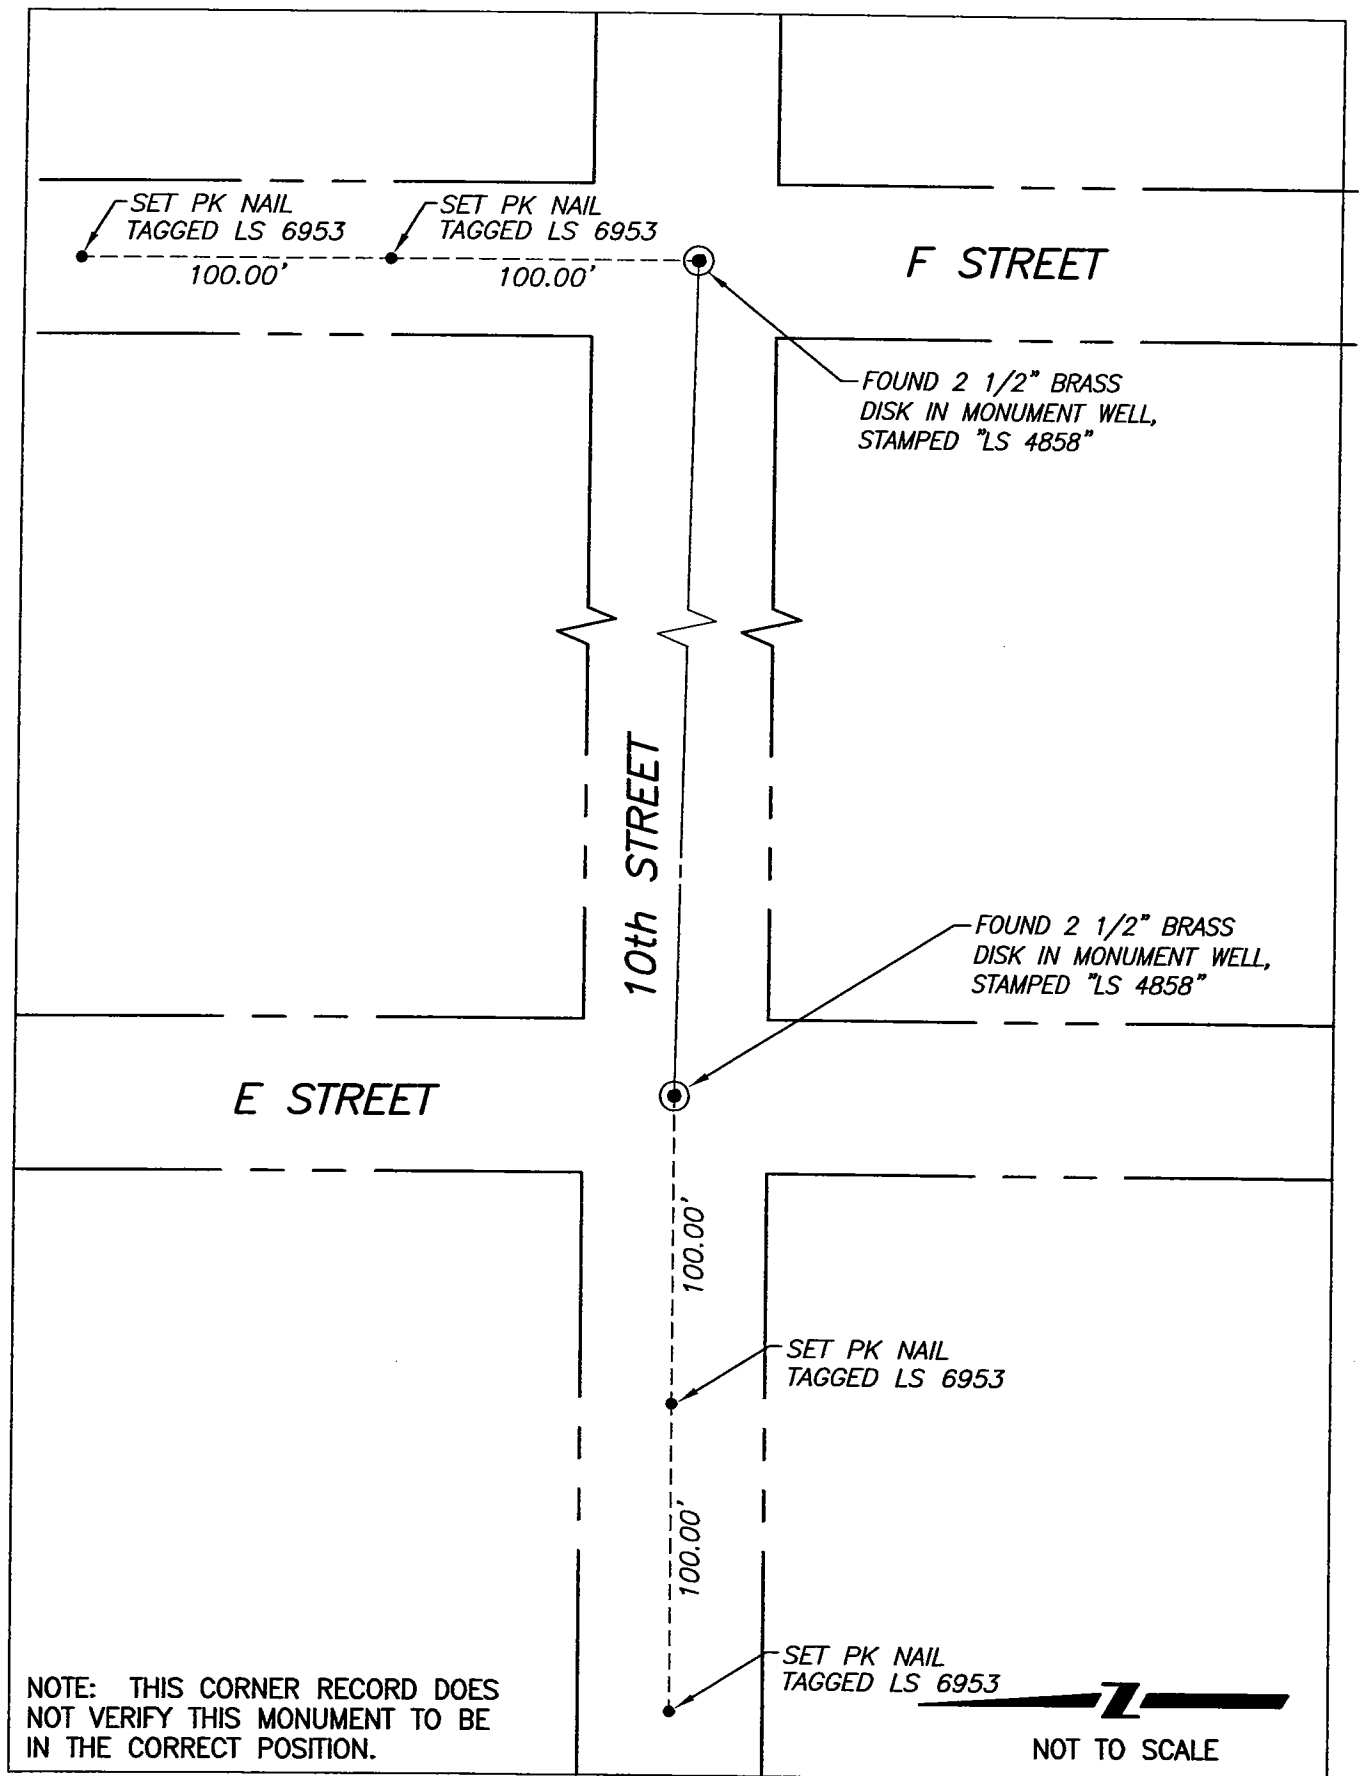 SET PK NAIL
TAGGED LS 6953
SET PK NAIL
TAGGED LS 6953
100.00'
100.00'
F STREET
FOUND 2 1/2" BRASS
DISK IN MONUMENT WELL,
STAMPED "LS 4858"
10th STREET
FOUND 2 1/2" BRASS
DISK IN MONUMENT WELL,
STAMPED "LS 4858"
E STREET
100.00'
SET PK NAIL
TAGGED LS 6953
100.00'
SET PK NAIL
TAGGED LS 6953
NOTE: THIS CORNER RECORD DOES
NOT VERIFY THIS MONUMENT TO BE
IN THE CORRECT POSITION.
N
NOT TO SCALE